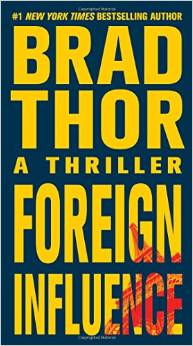 #1 NEW YORK TIMES BESTSELLING AUTHOR
BRAD
THOR
A THRILLER
FOREIGN
INFLUENCE